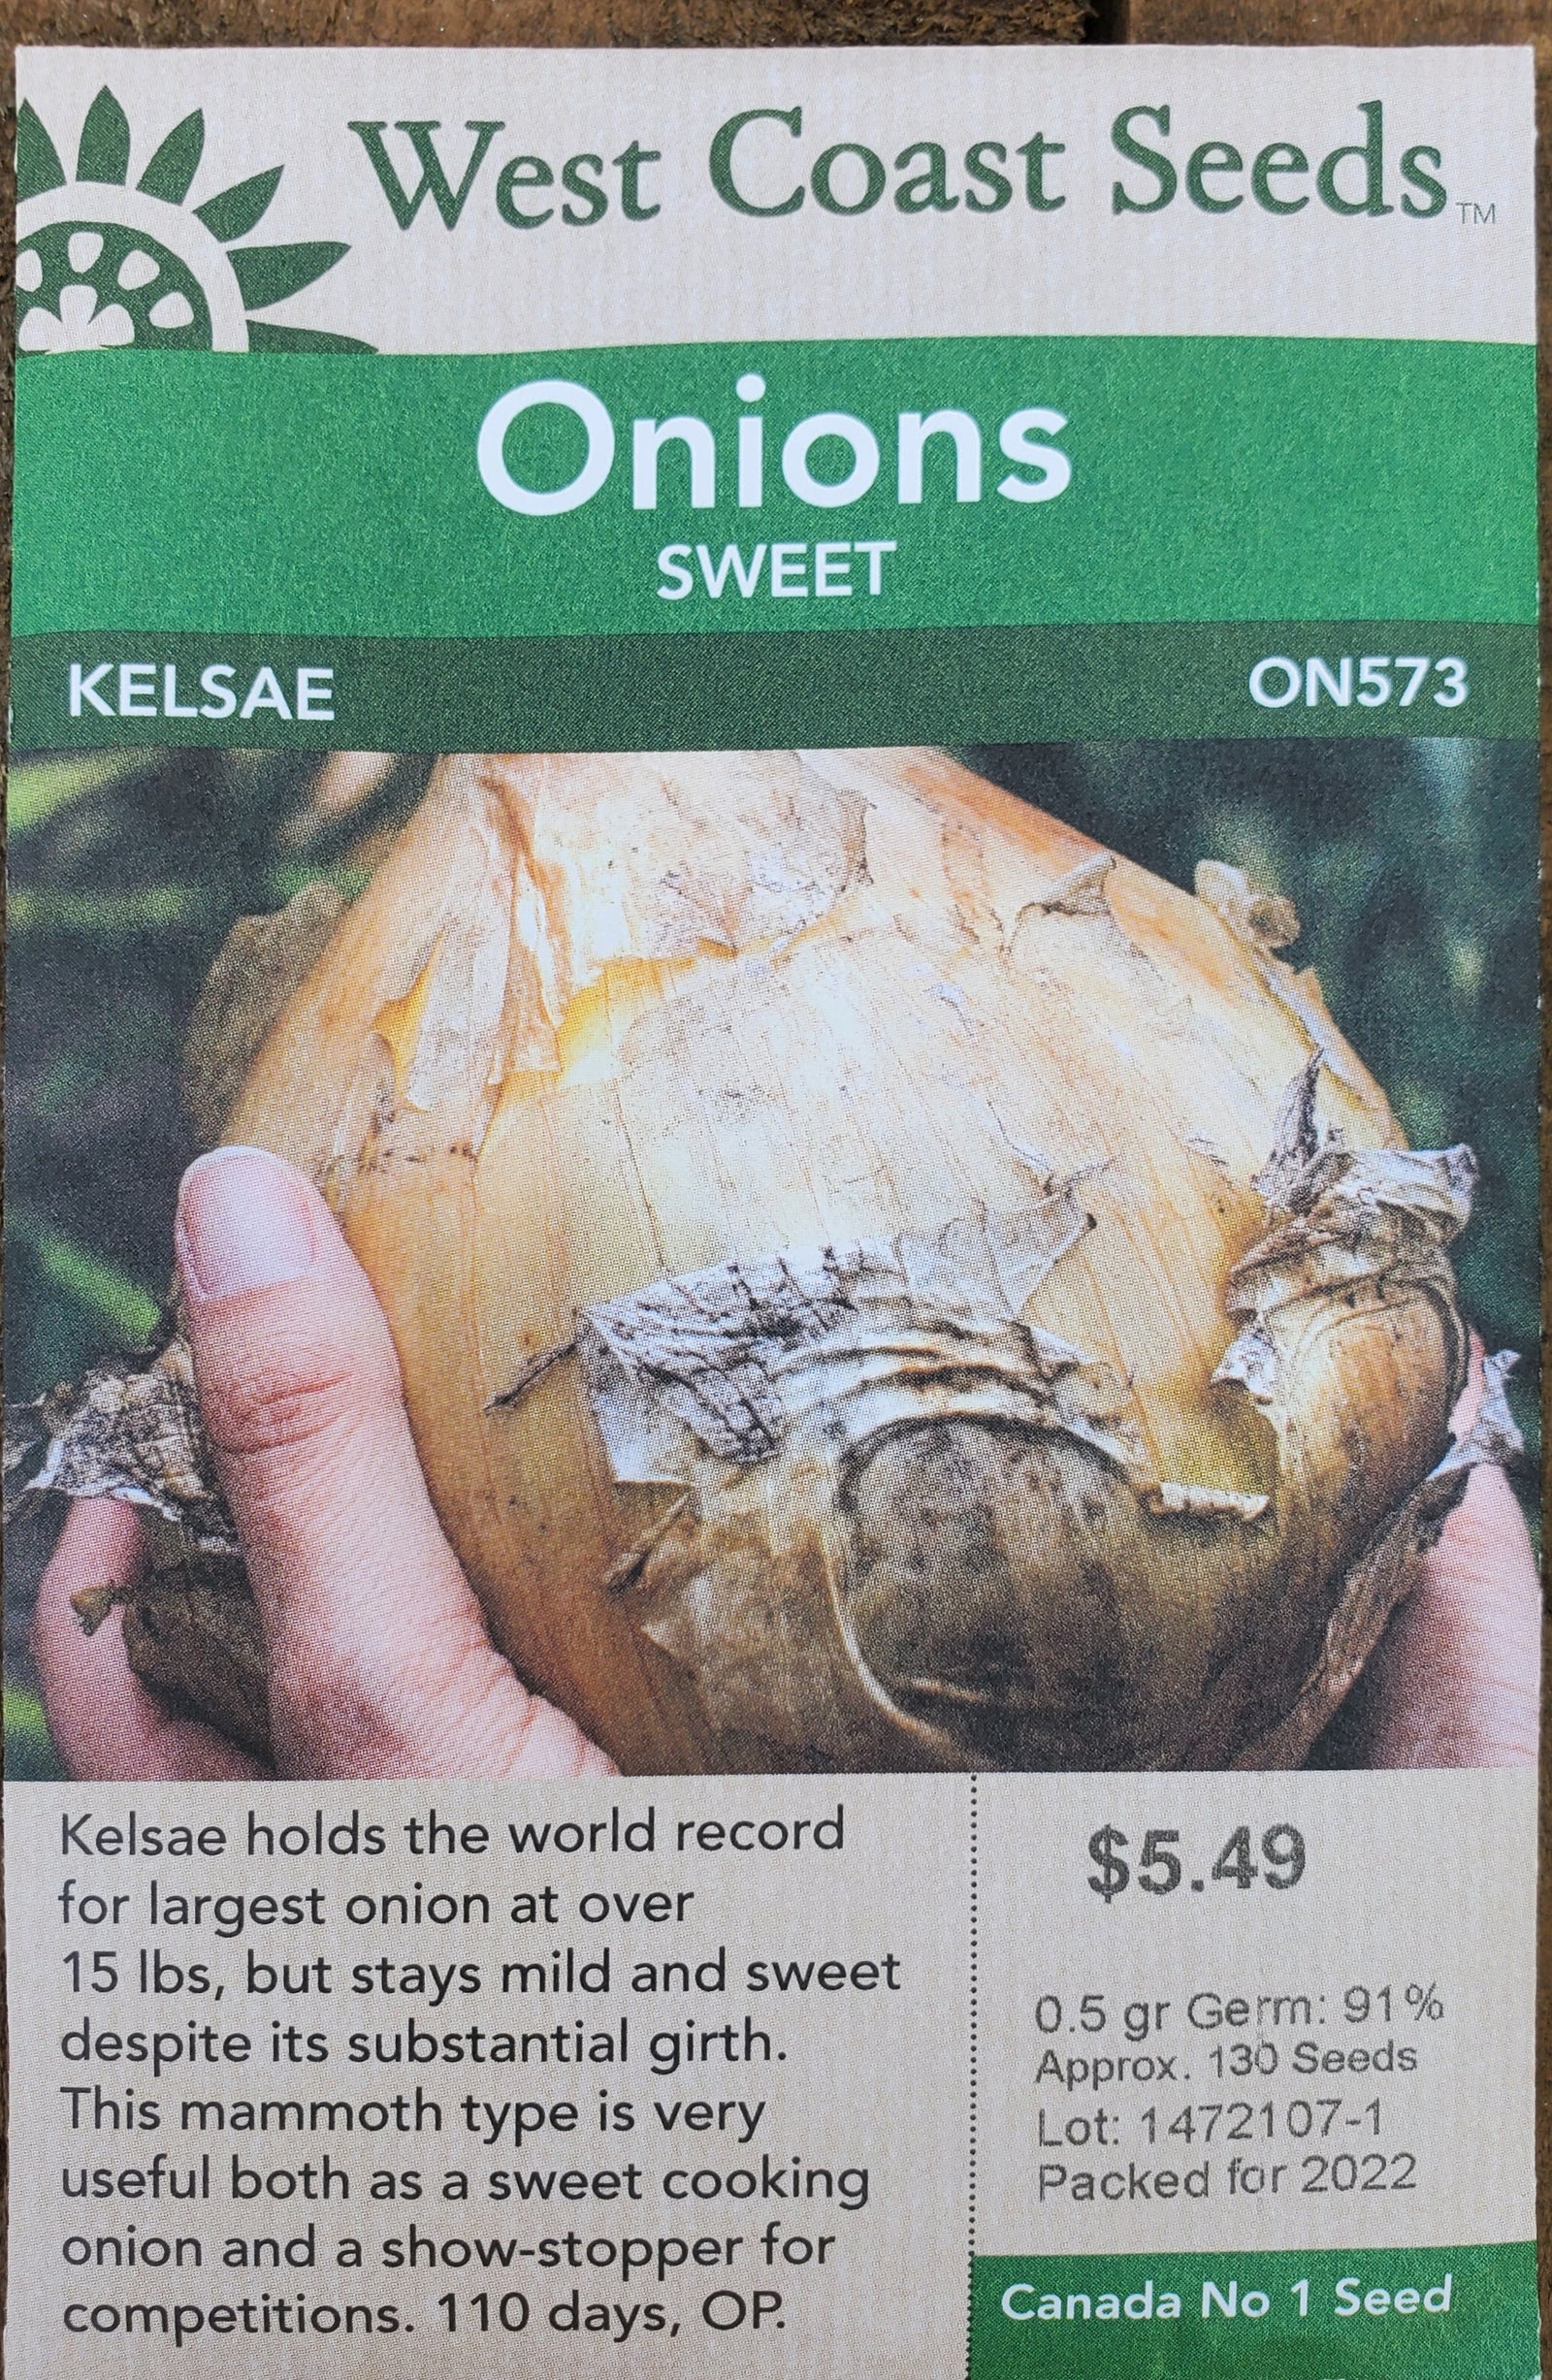 West Coast Seeds™
Onions
SWEET
KELSAE
ON573
Kelsae holds the world record
for largest onion at over
15 lbs, but stays mild and sweet
despite its substantial girth.
This mammoth type is very
useful both as a sweet cooking
onion and a show-stopper for
competitions. 110 days, OP.
$5.49
0.5 gr Germ: 91%
Approx. 130 Seeds
Lot: 1472107-1
Packed for 2022
Canada No 1 Seed